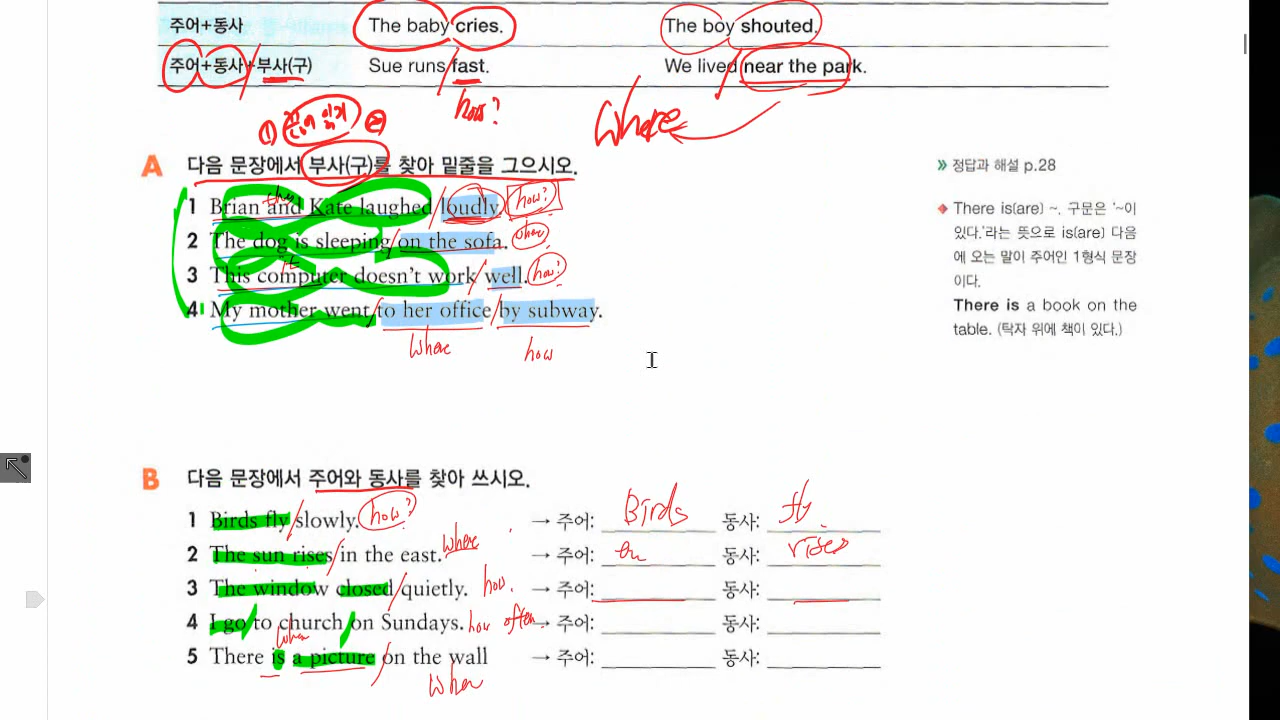 주어+동사 The baby cries. The boy shouted.
주어+동사+부사(구) Sue runs fast. We lived near the park.
how? where
① 끊어 읽기 ②
A 다음 문장에서 부사(구)를 찾아 밑줄을 그으시오.
1 Brian and Kate laughed loudly. how?
they
2 The dog is sleeping on the sofa. where
3 This computer doesn't work well. how?
it
4 My mother went to her office by subway.
where how
» 정답과 해설 p.28
There is(are) ~. 구문은 '~이
있다.'라는 뜻으로 is(are) 다음
에 오는 말이 주어인 1형식 문장
이다.
There is a book on the
table. (탁자 위에 책이 있다.)
B 다음 문장에서 주어와 동사를 찾아 쓰시오.
1 Birds fly slowly. how? → 주어: Birds 동사: fly
2 The sun rises in the east. where → 주어: 동사: rises
3 The window closed quietly. how → 주어: 동사:
4 I go to church on Sundays. how often → 주어: 동사:
where
5 There is a picture on the wall → 주어: 동사:
where